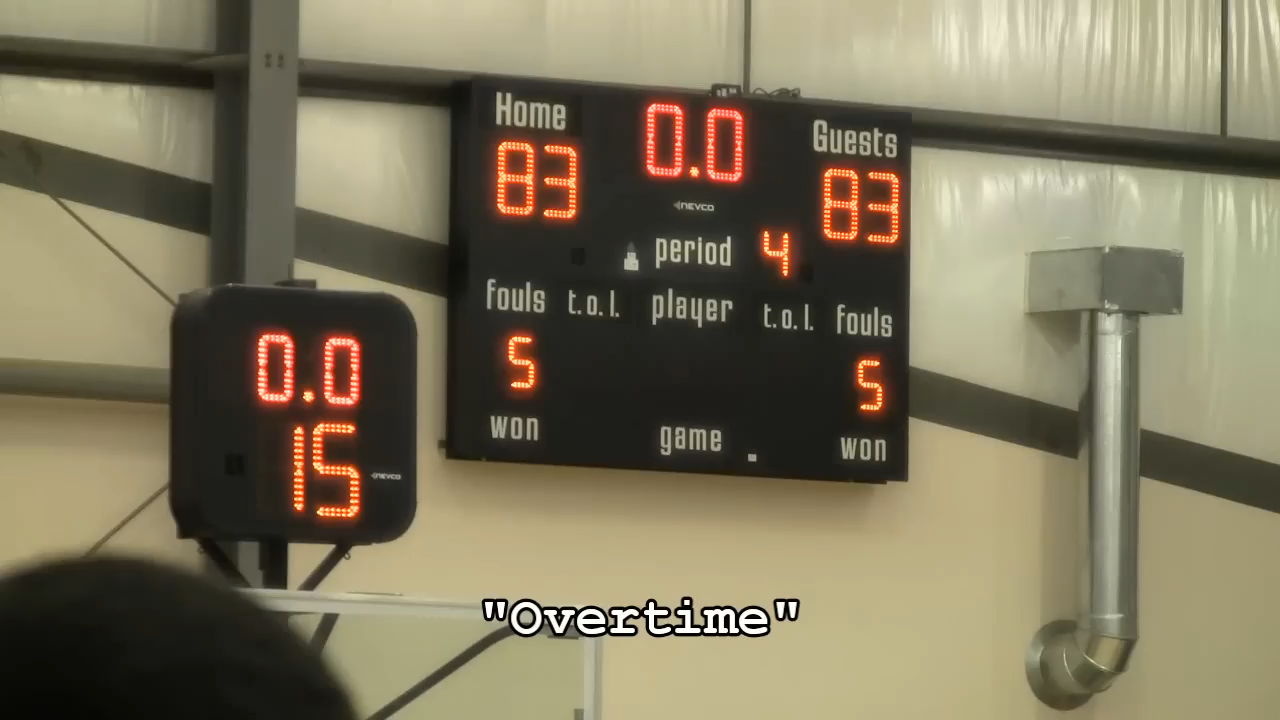 Home 0.0 Guests
83 83
NEVCO
period 4
fouls t.o.l. player t.o.l. fouls
5 5
won game won
0.0
15
NEVCO
"Overtime"